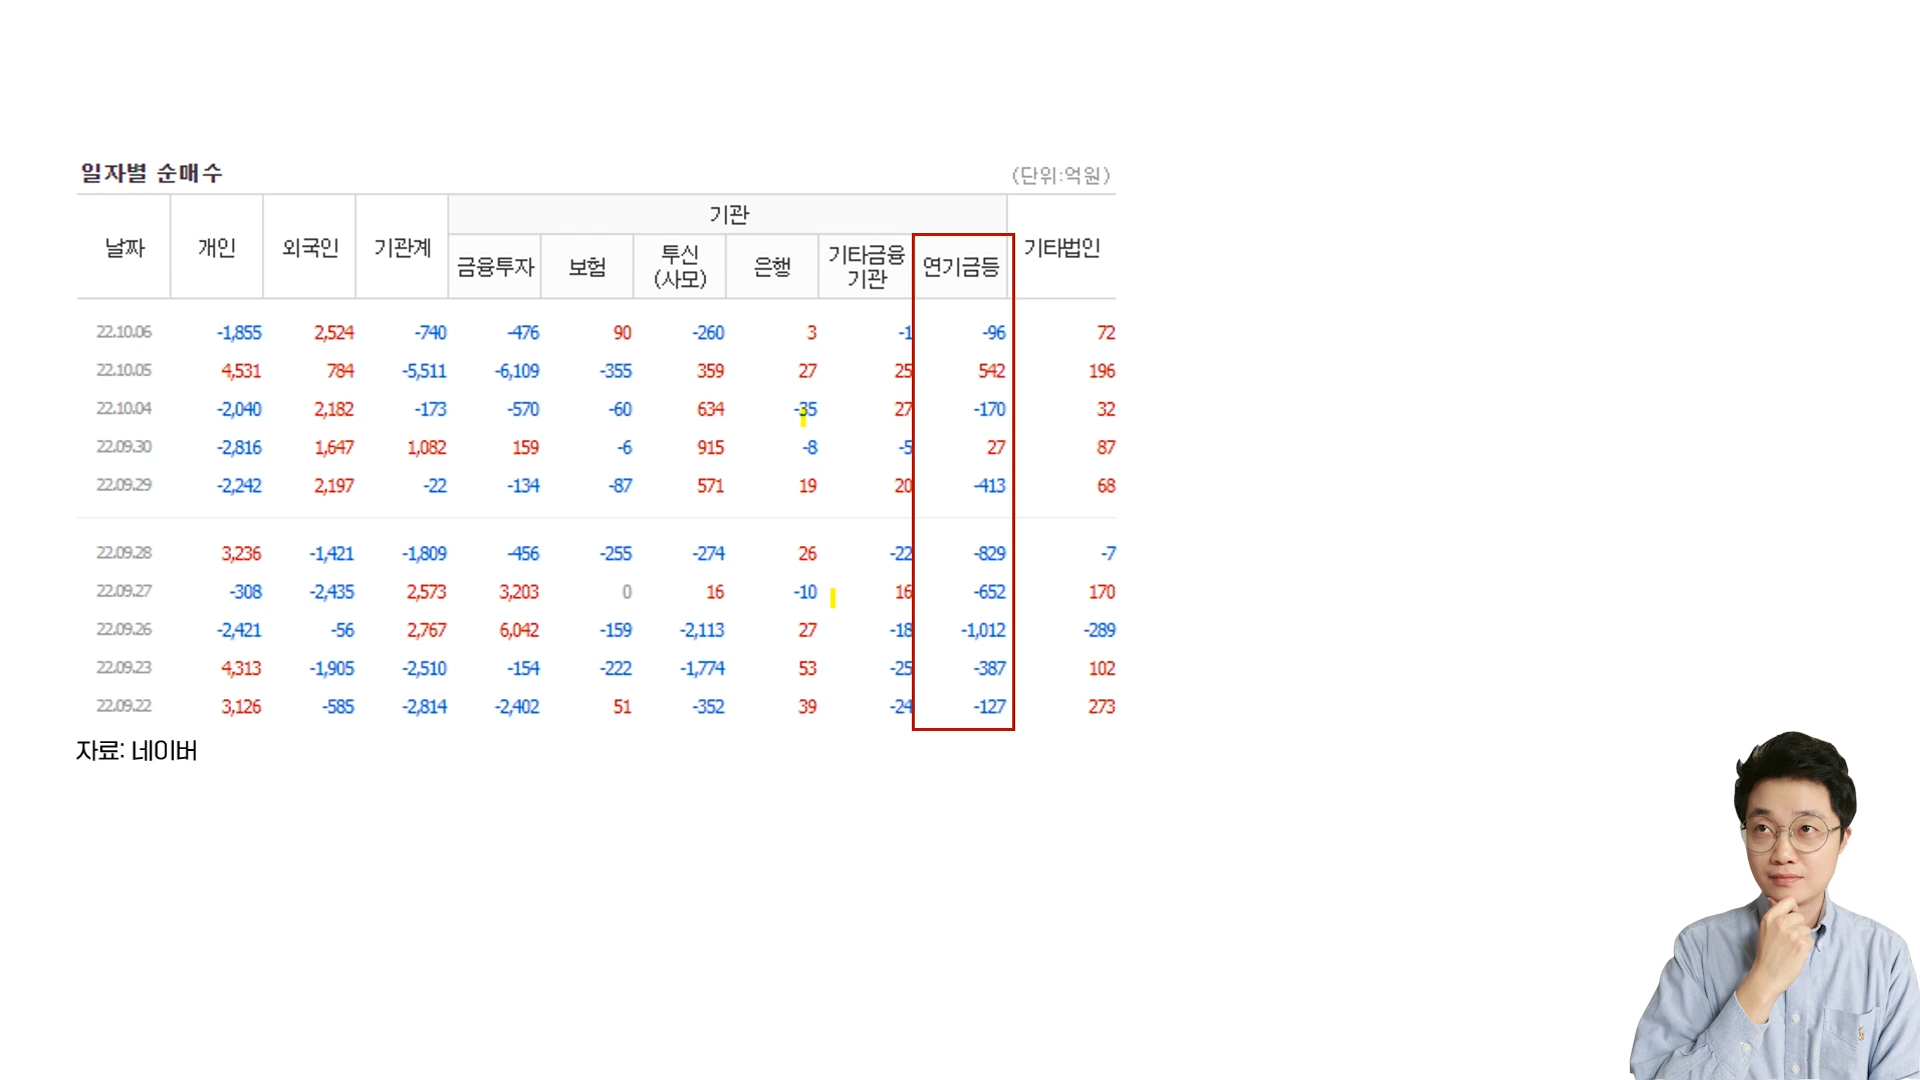 일자별 순매수
(단위:억원)
날짜 개인 외국인 기관계 기관 기타법인
금융투자 보험 투신(사모) 은행 기타금융기관 연기금등
22.10.06 -1,855 2,524 -740 -476 90 -260 3 -1 -96 72
22.10.05 4,531 784 -5,511 -6,109 -355 359 27 25 542 196
22.10.04 -2,040 2,182 -173 -570 -60 634 -35 27 -170 32
22.09.30 -2,816 1,647 1,082 159 -6 915 -8 -5 27 87
22.09.29 -2,242 2,197 -22 -134 -87 571 19 20 -413 68
22.09.28 3,236 -1,421 -1,809 -456 -255 -274 26 -22 -829 -7
22.09.27 -308 -2,435 2,573 3,203 0 16 -10 16 -652 170
22.09.26 -2,421 -56 2,767 6,042 -159 -2,113 27 -18 -1,012 -289
22.09.23 4,313 -1,905 -2,510 -154 -222 -1,774 53 -25 -387 102
22.09.22 3,126 -585 -2,814 -2,402 51 -352 39 -24 -127 273
자료: 네이버